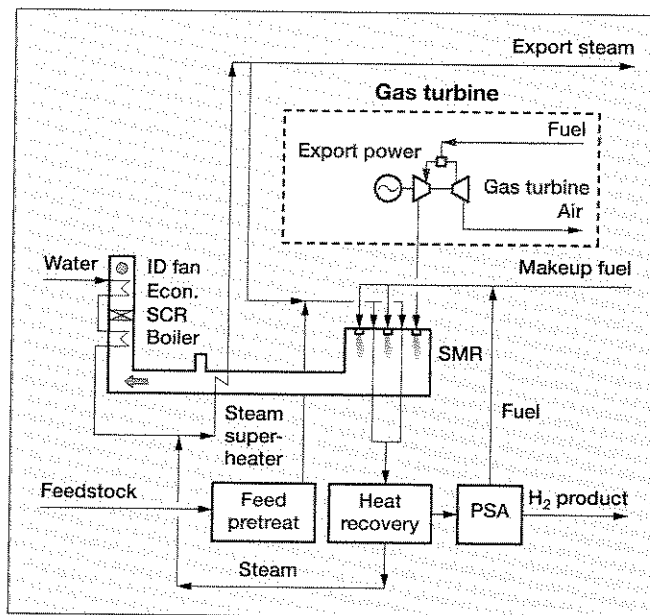 Export steam
Gas turbine
Fuel
Export power
Gas turbine
Air
Water
ID fan
Makeup fuel
Econ.
SCR
Boiler
SMR
Steam
super-
heater
Fuel
Feedstock
Feed
pretreat
Heat
recovery
PSA
H₂ product
Steam